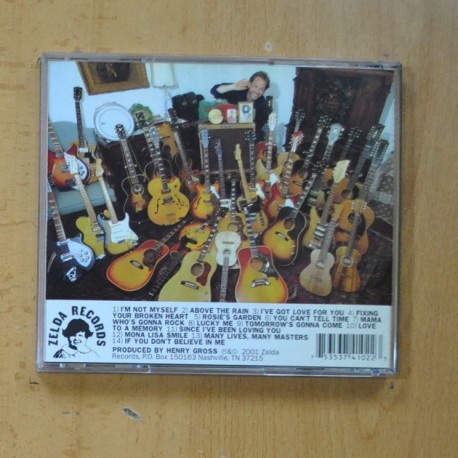 ZELDA RECORDS
1) I'M NOT MYSELF 2) ABOVE THE RAIN 3) I'VE GOT LOVE FOR YOU 4) FIXING
YOUR BROKEN HEART 5) ROSIE'S GARDEN 6) YOU CAN'T TELL TIME 7) MAMA
WHO'S GONNA ROCK 8) LUCKY ME 9) TOMORROW'S GONNA COME 10) LOVE
TO A MEMORY 11) SINCE I'VE BEEN LOVING YOU
12) MONA LISA SMILE 13) MANY LIVES, MANY MASTERS
14) IF YOU DON'T BELIEVE IN ME
PRODUCED BY HENRY GROSS ℗© 2001 Zelda
Records, P.O. Box 150163 Nashville, TN 37215
53537 41022